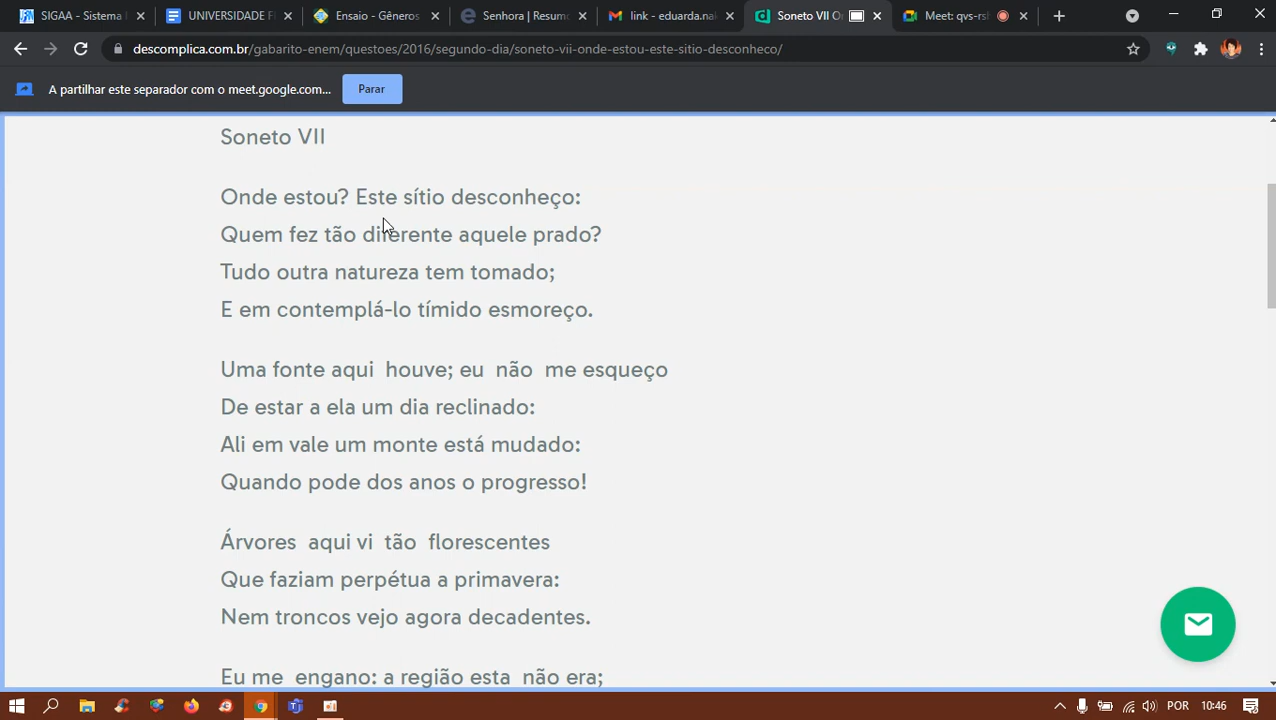 SIGAA - Sistema I
UNIVERSIDADE FI
Ensaio - Gêneros
Senhora | Resum
link - eduarda.nak
Soneto VII O
Meet: qvs-rsl
descomplica.com.br/gabarito-enem/questoes/2016/segundo-dia/soneto-vii-onde-estou-este-sitio-desconheco/
A partilhar este separador com o meet.google.com...
Parar
Soneto VII
Onde estou? Este sítio desconheço:
Quem fez tão diferente aquele prado?
Tudo outra natureza tem tomado;
E em contemplá-lo tímido esmoreço.
Uma fonte aqui houve; eu não me esqueço
De estar a ela um dia reclinado:
Ali em vale um monte está mudado:
Quando pode dos anos o progresso!
Árvores aqui vi tão florescentes
Que faziam perpétua a primavera:
Nem troncos vejo agora decadentes.
Eu me engano: a região esta não era;
POR
10:46